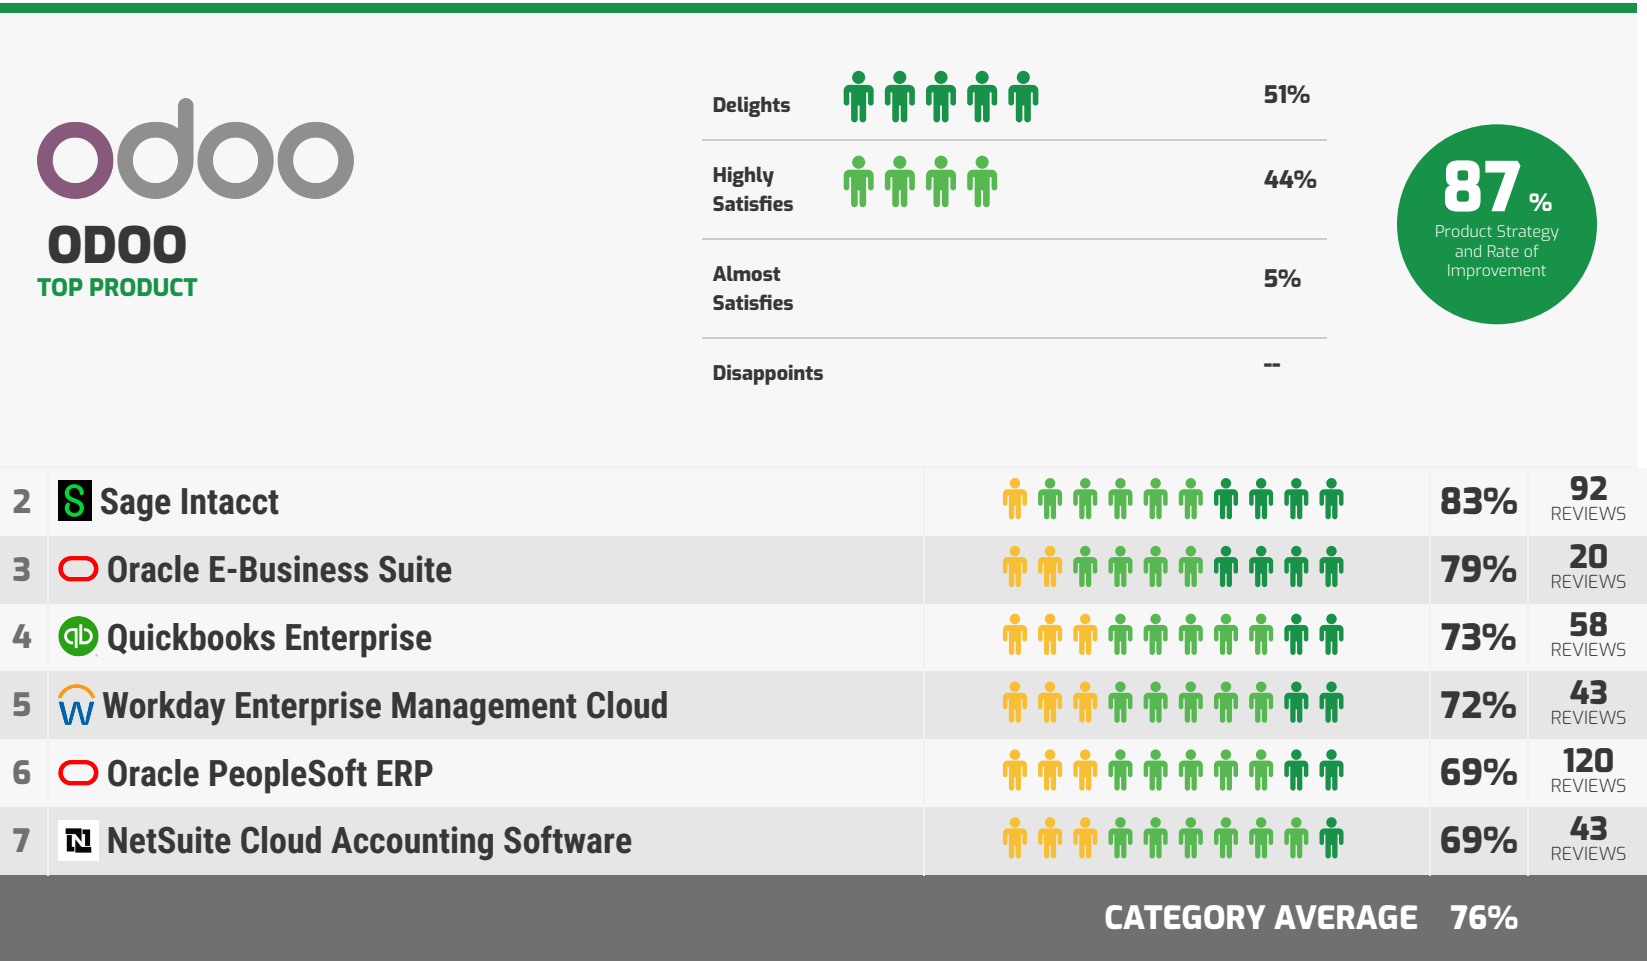 odoo
ODOO
TOP PRODUCT
Delights
51%
Highly
Satisfies
44%
Almost
Satisfies
5%
Disappoints
--
87 %
Product Strategy
and Rate of
Improvement
2 S Sage Intacct 83% 92
REVIEWS
3 Oracle E-Business Suite 79% 20
REVIEWS
4 qb Quickbooks Enterprise 73% 58
REVIEWS
5 W Workday Enterprise Management Cloud 72% 43
REVIEWS
6 Oracle PeopleSoft ERP 69% 120
REVIEWS
7 N NetSuite Cloud Accounting Software 69% 43
REVIEWS
CATEGORY AVERAGE 76%